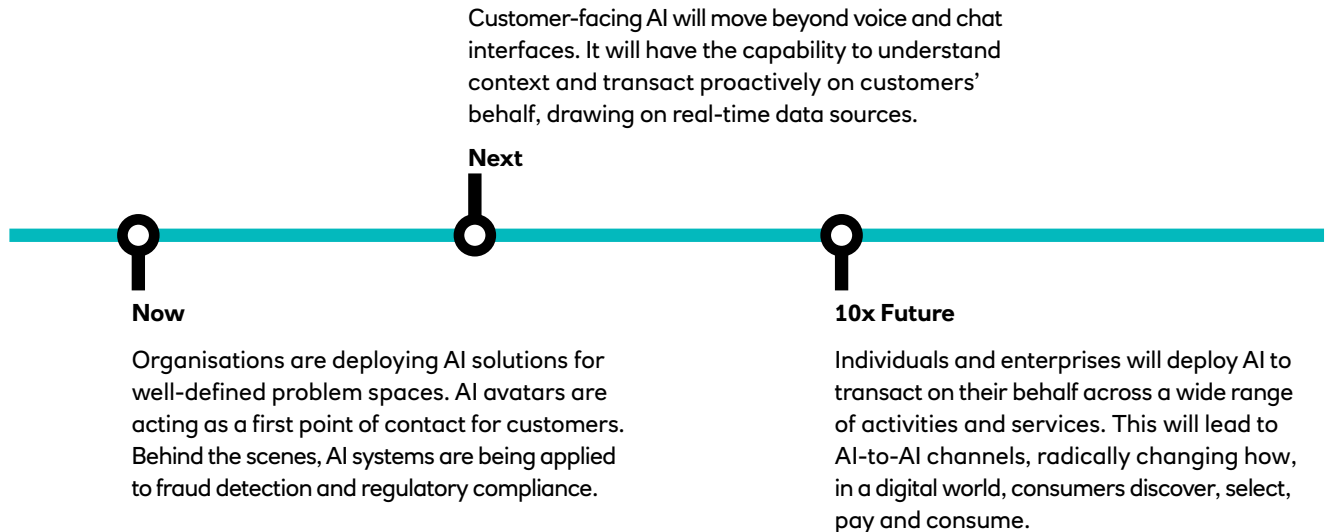 Customer-facing AI will move beyond voice and chat
interfaces. It will have the capability to understand
context and transact proactively on customers’
behalf, drawing on real-time data sources.
Next
Now
Organisations are deploying AI solutions for
well-defined problem spaces. AI avatars are
acting as a first point of contact for customers.
Behind the scenes, AI systems are being applied
to fraud detection and regulatory compliance.
10x Future
Individuals and enterprises will deploy AI to
transact on their behalf across a wide range
of activities and services. This will lead to
AI-to-AI channels, radically changing how,
in a digital world, consumers discover, select,
pay and consume.